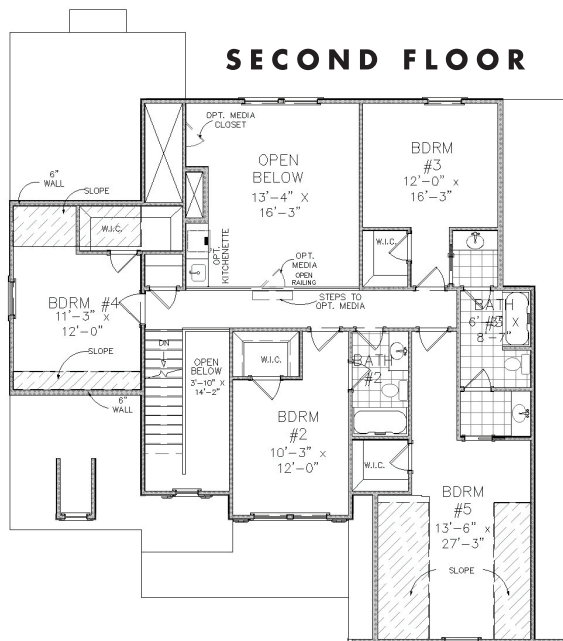 SECOND FLOOR
OPT. MEDIA
CLOSET
OPEN
BELOW
13'-4" X
16'-3"
BDRM
#3
12'-0" X
16'-3"
6"
WALL
SLOPE
W.I.C.
W.I.C.
OPT.
KITCHENETTE
OPT.
MEDIA
OPEN
RAILING
STEPS TO
OPT. MEDIA
BDRM #4
11'-3" X
12'-0"
BATH
#3
6' X
8'-7"
SLOPE
6"
WALL
DN
OPEN
BELOW
3'-10" X
14'-2"
W.I.C.
BATH
#2
BDRM
#2
10'-3" X
12'-0"
W.I.C.
BDRM
#5
13'-6" X
27'-3"
SLOPE